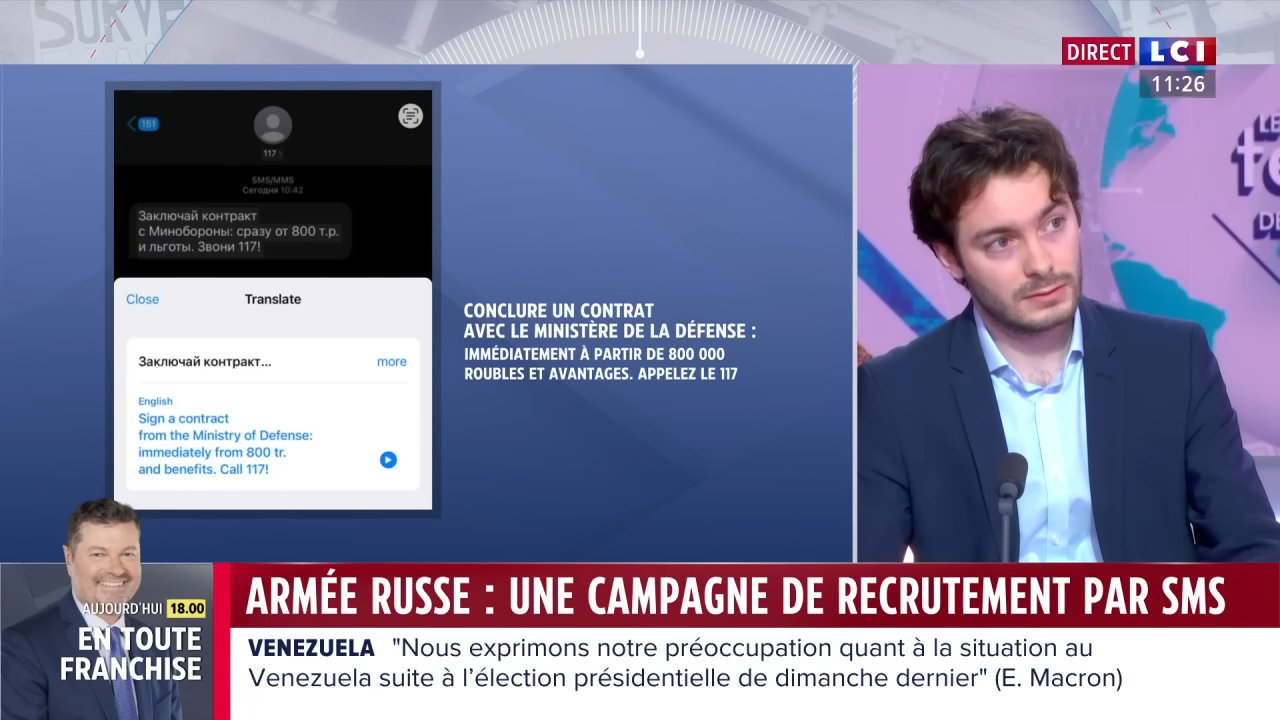 SURVE
DIRECT LCI
11:26
151
117
SMS/MMS
Сегодня 10:42
Заключай контракт
с Минобороны: сразу от 800 т.р.
и льготы. Звони 117!
Close
Translate
Заключай контракт...
more
English
Sign a contract
from the Ministry of Defense:
immediately from 800 tr.
and benefits. Call 117!
CONCLURE UN CONTRAT
AVEC LE MINISTÈRE DE LA DÉFENSE :
IMMÉDIATEMENT À PARTIR DE 800 000
ROUBLES ET AVANTAGES. APPELEZ LE 117
AUJOURD'HUI 18.00
EN TOUTE
FRANCHISE
ARMÉE RUSSE : UNE CAMPAGNE DE RECRUTEMENT PAR SMS
VENEZUELA "Nous exprimons notre préoccupation quant à la situation au
Venezuela suite à l'élection présidentielle de dimanche dernier" (E. Macron)